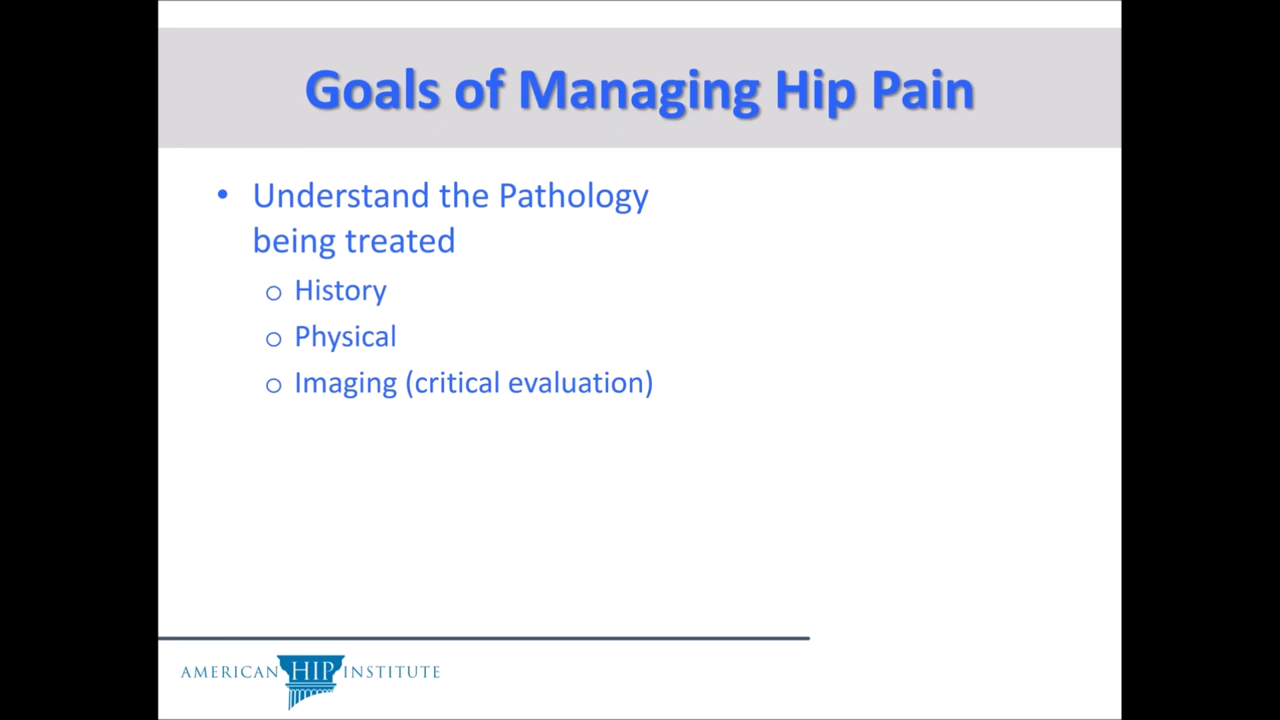 Goals of Managing Hip Pain
• Understand the Pathology
being treated
o History
o Physical
o Imaging (critical evaluation)
AMERICAN HIP INSTITUTE